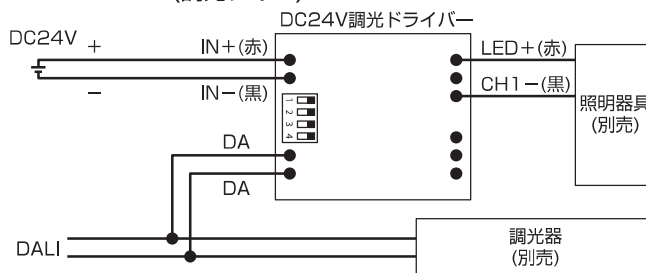 DC24V調光ドライバー
DC24V
+
IN+(赤)
LED+(赤)
−
IN−(黒)
CH1−(黒)
照明器具
(別売)
1
2
3
4
DA
DA
DALI
調光器
(別売)